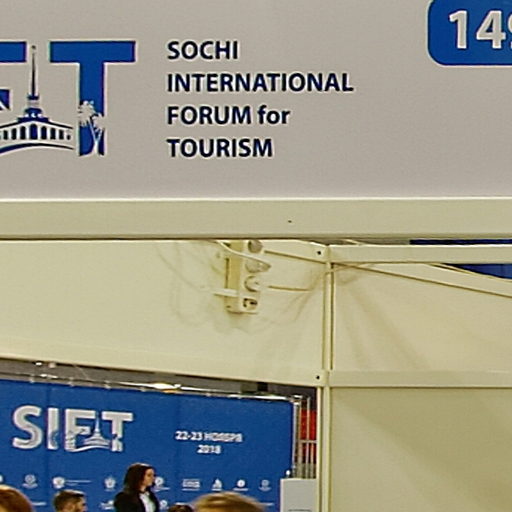 SOCHI
INTERNATIONAL
FORUM for
TOURISM
SIFT
22-23 НОЯБРЯ
2018